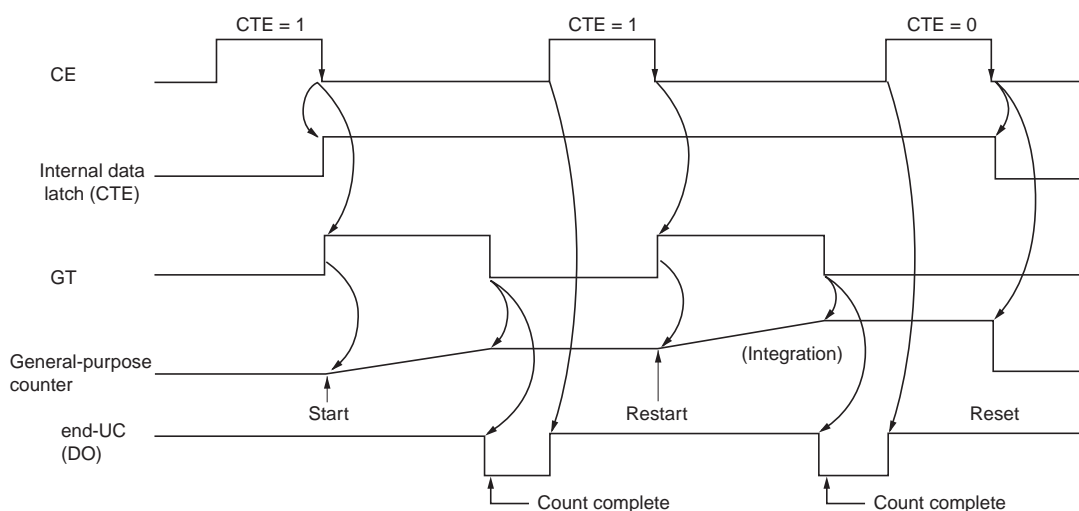 CTE = 1
CTE = 1
CTE = 0
CE
Internal data
latch (CTE)
GT
General-purpose
counter
(Integration)
Start
Restart
Reset
end-UC
(DO)
Count complete
Count complete